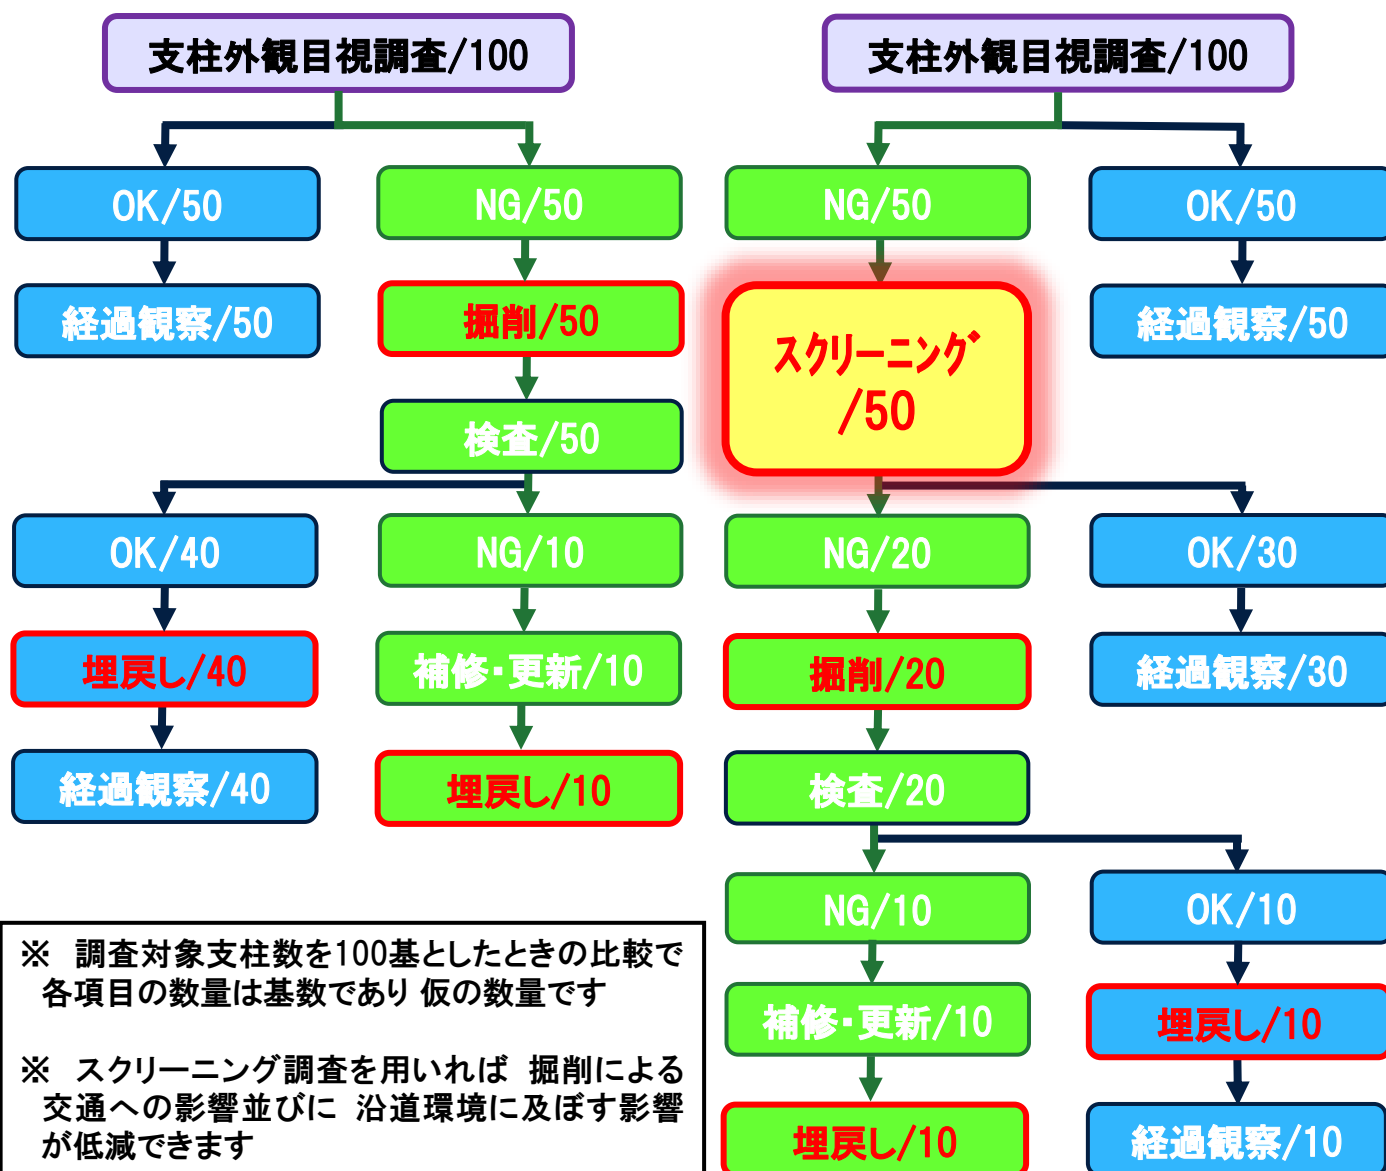 支柱外観目視調査/100
OK/50
NG/50
経過観察/50
掘削/50
検査/50
OK/40
NG/10
埋戻し/40
補修・更新/10
経過観察/40
埋戻し/10
支柱外観目視調査/100
NG/50
OK/50
スクリーニング
/50
経過観察/50
NG/20
OK/30
掘削/20
経過観察/30
検査/20
NG/10
OK/10
補修・更新/10
埋戻し/10
埋戻し/10
経過観察/10
※ 調査対象支柱数を100基としたときの比較で
各項目の数量は基数であり 仮の数量です
※ スクリーニング調査を用いれば 掘削による
交通への影響並びに 沿道環境に及ぼす影響
が低減できます